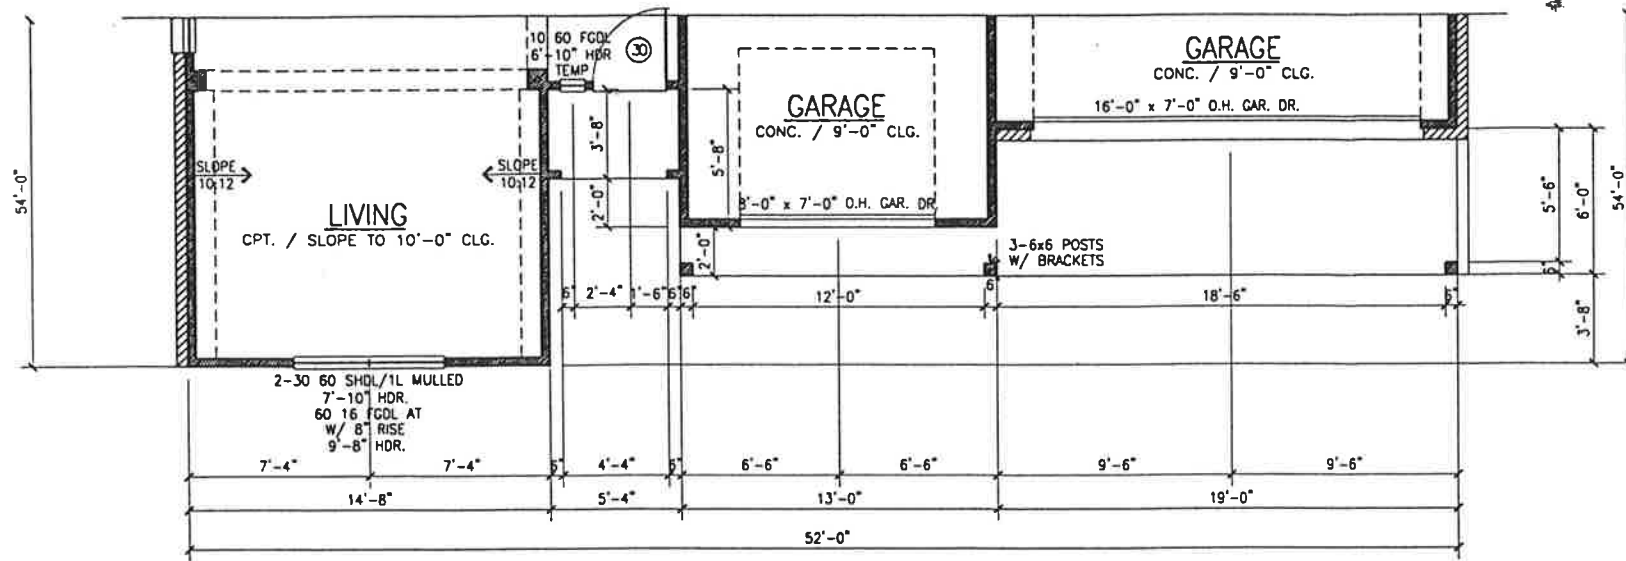 10 60 FGDL
6'-10" HDR
TEMP
30
GARAGE
CONC. / 9'-0" CLG.
16'-0" x 7'-0" O.H. GAR. DR.
GARAGE
CONC. / 9'-0" CLG.
8'-0" x 7'-0" O.H. GAR. DR
SLOPE
10:12
SLOPE
10:12
LIVING
CPT. / SLOPE TO 10'-0" CLG.
54'-0"
3'-8"
2'-0"
5'-8"
2'-0"
3-6x6 POSTS
W/ BRACKETS
5'-6"
6'-0"
54'-0"
6"
3'-8"
6"
2'-4"
1'-6"
6"
6"
12'-0"
6"
18'-6"
6"
2-30 60 SHDL/1L MULLED
7'-10" HDR.
60 16 FGDL AT
W/ 8" RISE
9'-8" HDR.
7'-4"
7'-4"
6"
4'-4"
6"
6'-6"
6'-6"
9'-6"
9'-6"
14'-8"
5'-4"
13'-0"
19'-0"
52'-0"